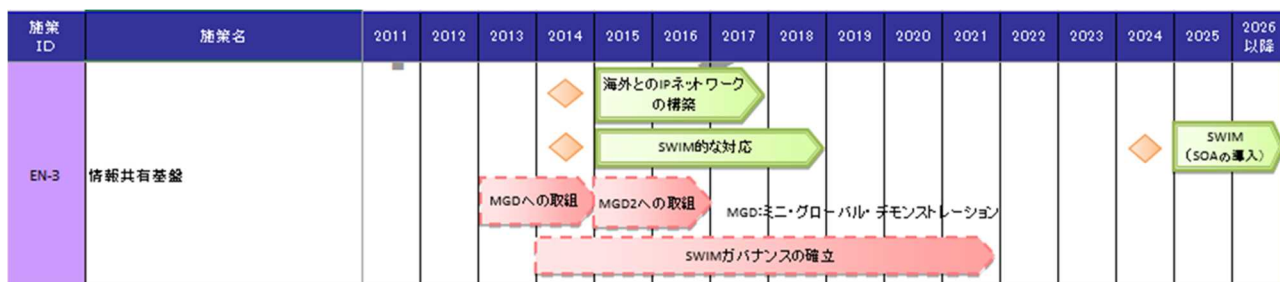 施策
ID
施策名
2011
2012
2013
2014
2015
2016
2017
2018
2019
2020
2021
2022
2023
2024
2025
2026
以降
EN-3
情報共有基盤
海外とのIPネットワーク
の構築
SWIM的な対応
SWIM
(SOAの導入)
MGDへの取組
MGD2への取組
MGD:ミニ・グローバル・デモンストレーション
SWIMガバナンスの確立